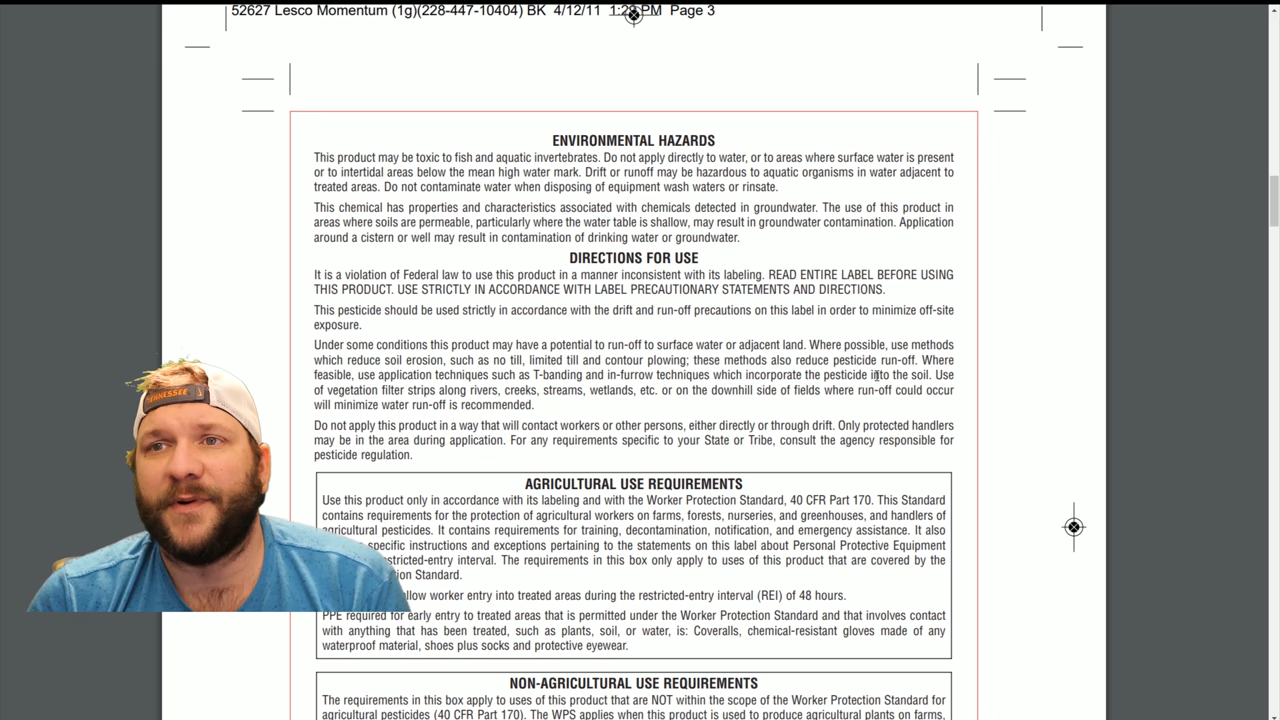 52627 Lesco Momentum (1g)(228-447-10404) BK 4/12/11 1:28 PM Page 3
ENVIRONMENTAL HAZARDS
This product may be toxic to fish and aquatic invertebrates. Do not apply directly to water, or to areas where surface water is present
or to intertidal areas below the mean high water mark. Drift or runoff may be hazardous to aquatic organisms in water adjacent to
treated areas. Do not contaminate water when disposing of equipment wash waters or rinsate.
This chemical has properties and characteristics associated with chemicals detected in groundwater. The use of this product in
areas where soils are permeable, particularly where the water table is shallow, may result in groundwater contamination. Application
around a cistern or well may result in contamination of drinking water or groundwater.
DIRECTIONS FOR USE
It is a violation of Federal law to use this product in a manner inconsistent with its labeling. READ ENTIRE LABEL BEFORE USING
THIS PRODUCT. USE STRICTLY IN ACCORDANCE WITH LABEL PRECAUTIONARY STATEMENTS AND DIRECTIONS.
This pesticide should be used strictly in accordance with the drift and run-off precautions on this label in order to minimize off-site
exposure.
Under some conditions this product may have a potential to run-off to surface water or adjacent land. Where possible, use methods
which reduce soil erosion, such as no till, limited till and contour plowing; these methods also reduce pesticide run-off. Where
feasible, use application techniques such as T-banding and in-furrow techniques which incorporate the pesticide into the soil. Use
of vegetation filter strips along rivers, creeks, streams, wetlands, etc. or on the downhill side of fields where run-off could occur
will minimize water run-off is recommended.
Do not apply this product in a way that will contact workers or other persons, either directly or through drift. Only protected handlers
may be in the area during application. For any requirements specific to your State or Tribe, consult the agency responsible for
pesticide regulation.
TENNESSEE
AGRICULTURAL USE REQUIREMENTS
Use this product only in accordance with its labeling and with the Worker Protection Standard, 40 CFR Part 170. This Standard
contains requirements for the protection of agricultural workers on farms, forests, nurseries, and greenhouses, and handlers of
agricultural pesticides. It contains requirements for training, decontamination, notification, and emergency assistance. It also
specific instructions and exceptions pertaining to the statements on this label about Personal Protective Equipment
stricted-entry interval. The requirements in this box only apply to uses of this product that are covered by the
ion Standard.
llow worker entry into treated areas during the restricted-entry interval (REI) of 48 hours.
PPE required for early entry to treated areas that is permitted under the Worker Protection Standard and that involves contact
with anything that has been treated, such as plants, soil, or water, is: Coveralls, chemical-resistant gloves made of any
waterproof material, shoes plus socks and protective eyewear.
NON-AGRICULTURAL USE REQUIREMENTS
The requirements in this box apply to uses of this product that are NOT within the scope of the Worker Protection Standard for
agricultural pesticides (40 CFR Part 170). The WPS applies when this product is used to produce agricultural plants on farms,